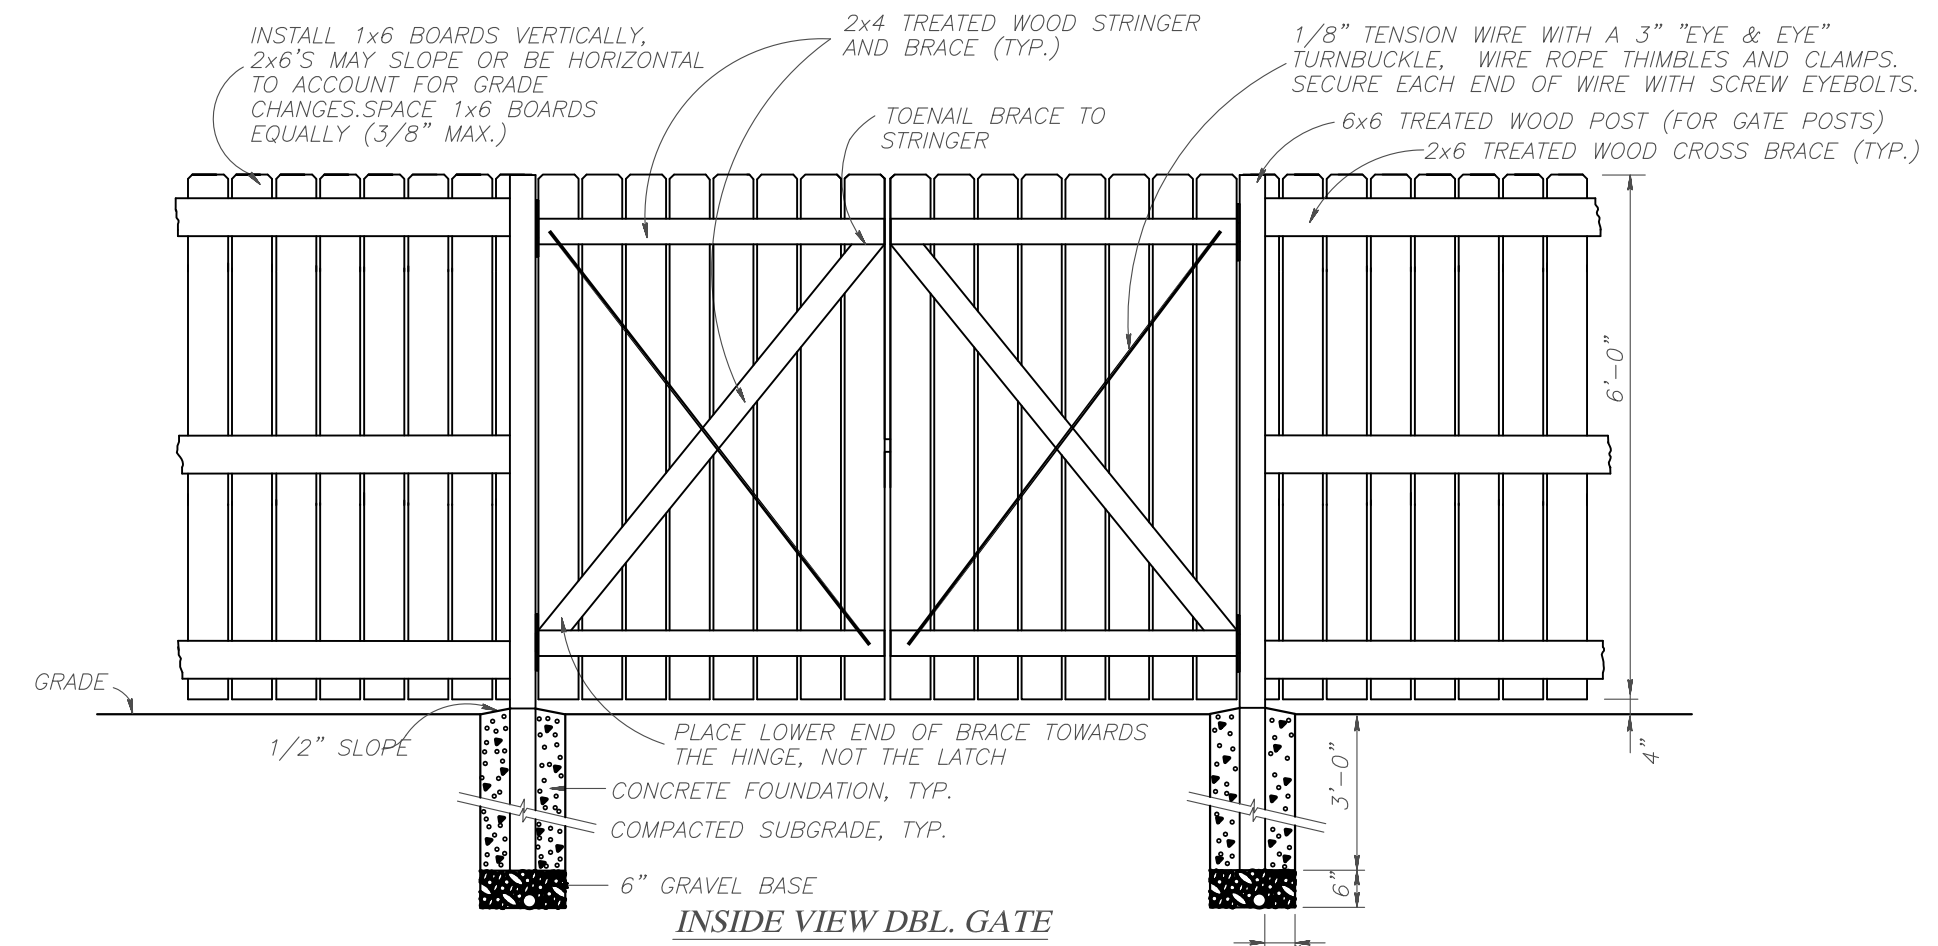 INSTALL 1x6 BOARDS VERTICALLY,
2x6'S MAY SLOPE OR BE HORIZONTAL
TO ACCOUNT FOR GRADE
CHANGES.SPACE 1x6 BOARDS
EQUALLY (3/8" MAX.)
2x4 TREATED WOOD STRINGER
AND BRACE (TYP.)
TOENAIL BRACE TO
STRINGER
1/8" TENSION WIRE WITH A 3" "EYE & EYE"
TURNBUCKLE, WIRE ROPE THIMBLES AND CLAMPS.
SECURE EACH END OF WIRE WITH SCREW EYEBOLTS.
6x6 TREATED WOOD POST (FOR GATE POSTS)
2x6 TREATED WOOD CROSS BRACE (TYP.)
6'-0"
GRADE
1/2" SLOPE
PLACE LOWER END OF BRACE TOWARDS
THE HINGE, NOT THE LATCH
4"
3'-0"
CONCRETE FOUNDATION, TYP.
COMPACTED SUBGRADE, TYP.
6" GRAVEL BASE
6"
INSIDE VIEW DBL. GATE